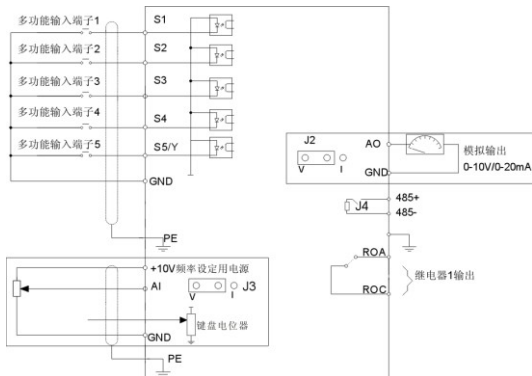 多功能输入端子1 S1
多功能输入端子2 S2
多功能输入端子3 S3
多功能输入端子4 S4
多功能输入端子5 S5/Y
GND
PE
+10V频率设定用电源
AI
V I J3
键盘电位器
GND
PE
J2
V I
AO
GND
模拟输出
0-10V/0-20mA
J4
485+
485-
ROA
ROC
继电器1输出